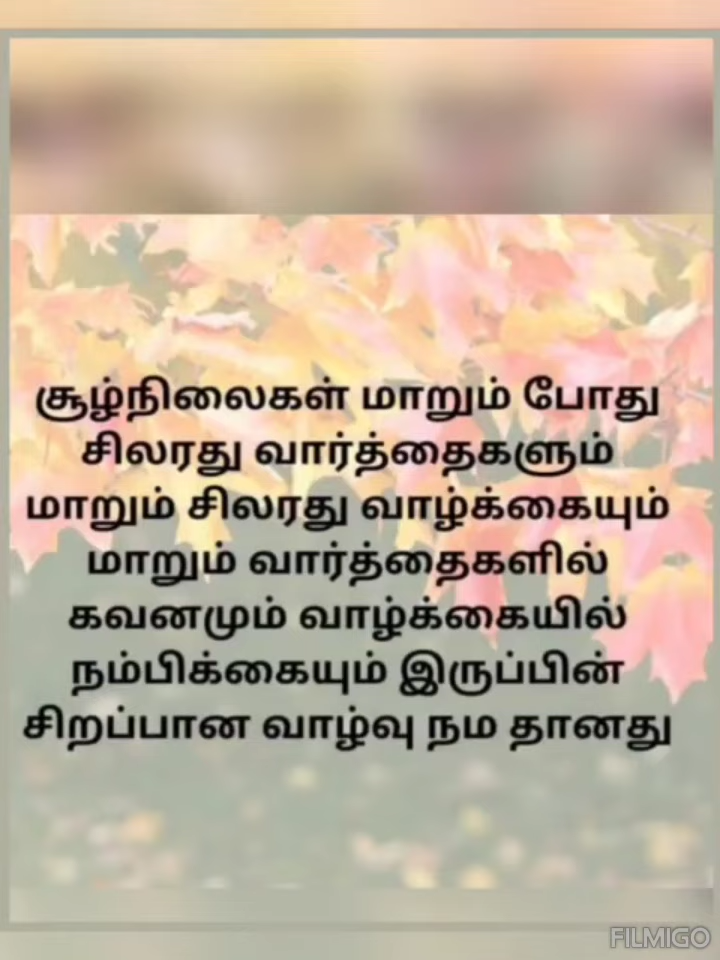 சூழ்நிலைகள் மாறும் போது
சிலரது வார்த்தைகளும்
மாறும் சிலரது வாழ்க்கையும்
மாறும் வார்த்தைகளில்
கவனமும் வாழ்க்கையில்
நம்பிக்கையும் இருப்பின்
சிறப்பான வாழ்வு நம தானது
FILMIGO